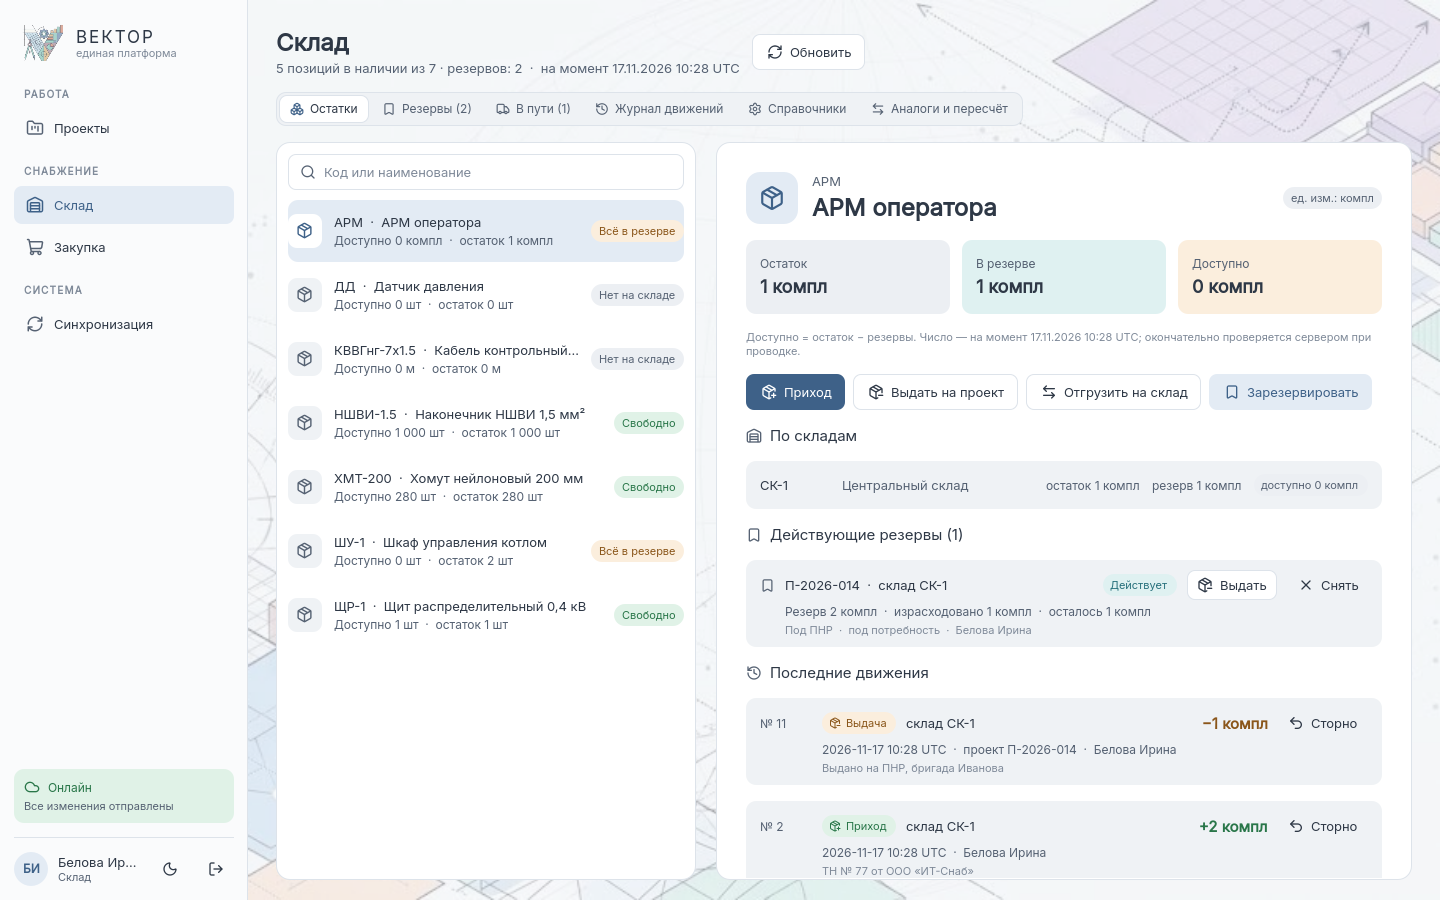 ВЕКТОР
единая платформа
РАБОТА
Проекты
СНАБЖЕНИЕ
Склад
Закупка
СИСТЕМА
Синхронизация
Онлайн
Все изменения отправлены
БИ
Белова Ир...
Склад
Склад
5 позиций в наличии из 7 · резервов: 2 · на момент 17.11.2026 10:28 UTC
Обновить
Остатки
Резервы (2)
В пути (1)
Журнал движений
Справочники
Аналоги и пересчёт
Код или наименование
АРМ · АРМ оператора
Доступно 0 компл · остаток 1 компл
Всё в резерве
ДД · Датчик давления
Доступно 0 шт · остаток 0 шт
Нет на складе
КВВГнг-7х1.5 · Кабель контрольный...
Доступно 0 м · остаток 0 м
Нет на складе
НШВИ-1.5 · Наконечник НШВИ 1,5 мм²
Доступно 1 000 шт · остаток 1 000 шт
Свободно
ХМТ-200 · Хомут нейлоновый 200 мм
Доступно 280 шт · остаток 280 шт
Свободно
ШУ-1 · Шкаф управления котлом
Доступно 0 шт · остаток 2 шт
Всё в резерве
ЩР-1 · Щит распределительный 0,4 кВ
Доступно 1 шт · остаток 1 шт
Свободно
АРМ
АРМ оператора
ед. изм.: компл
Остаток
1 компл
В резерве
1 компл
Доступно
0 компл
Доступно = остаток − резервы. Число — на момент 17.11.2026 10:28 UTC; окончательно проверяется сервером при
проводке.
Приход
Выдать на проект
Отгрузить на склад
Зарезервировать
По складам
СК-1
Центральный склад
остаток 1 компл
резерв 1 компл
доступно 0 компл
Действующие резервы (1)
П-2026-014 · склад СК-1
Действует
Выдать
Снять
Резерв 2 компл · израсходовано 1 компл · осталось 1 компл
Под ПНР · под потребность · Белова Ирина
Последние движения
№ 11
Выдача
склад СК-1
−1 компл
Сторно
2026-11-17 10:28 UTC · проект П-2026-014 · Белова Ирина
Выдано на ПНР, бригада Иванова
№ 2
Приход
склад СК-1
+2 компл
Сторно
2026-11-17 10:28 UTC · Белова Ирина
ТН № 77 от ООО «ИТ-Снаб»